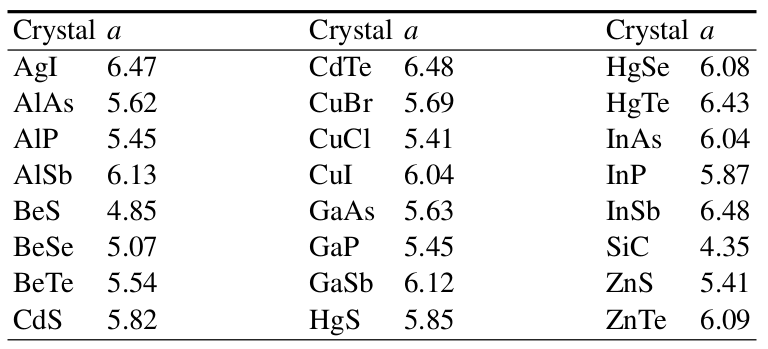 Crystal a Crystal a Crystal a
AgI 6.47 CdTe 6.48 HgSe 6.08
AlAs 5.62 CuBr 5.69 HgTe 6.43
AlP 5.45 CuCl 5.41 InAs 6.04
AlSb 6.13 CuI 6.04 InP 5.87
BeS 4.85 GaAs 5.63 InSb 6.48
BeSe 5.07 GaP 5.45 SiC 4.35
BeTe 5.54 GaSb 6.12 ZnS 5.41
CdS 5.82 HgS 5.85 ZnTe 6.09